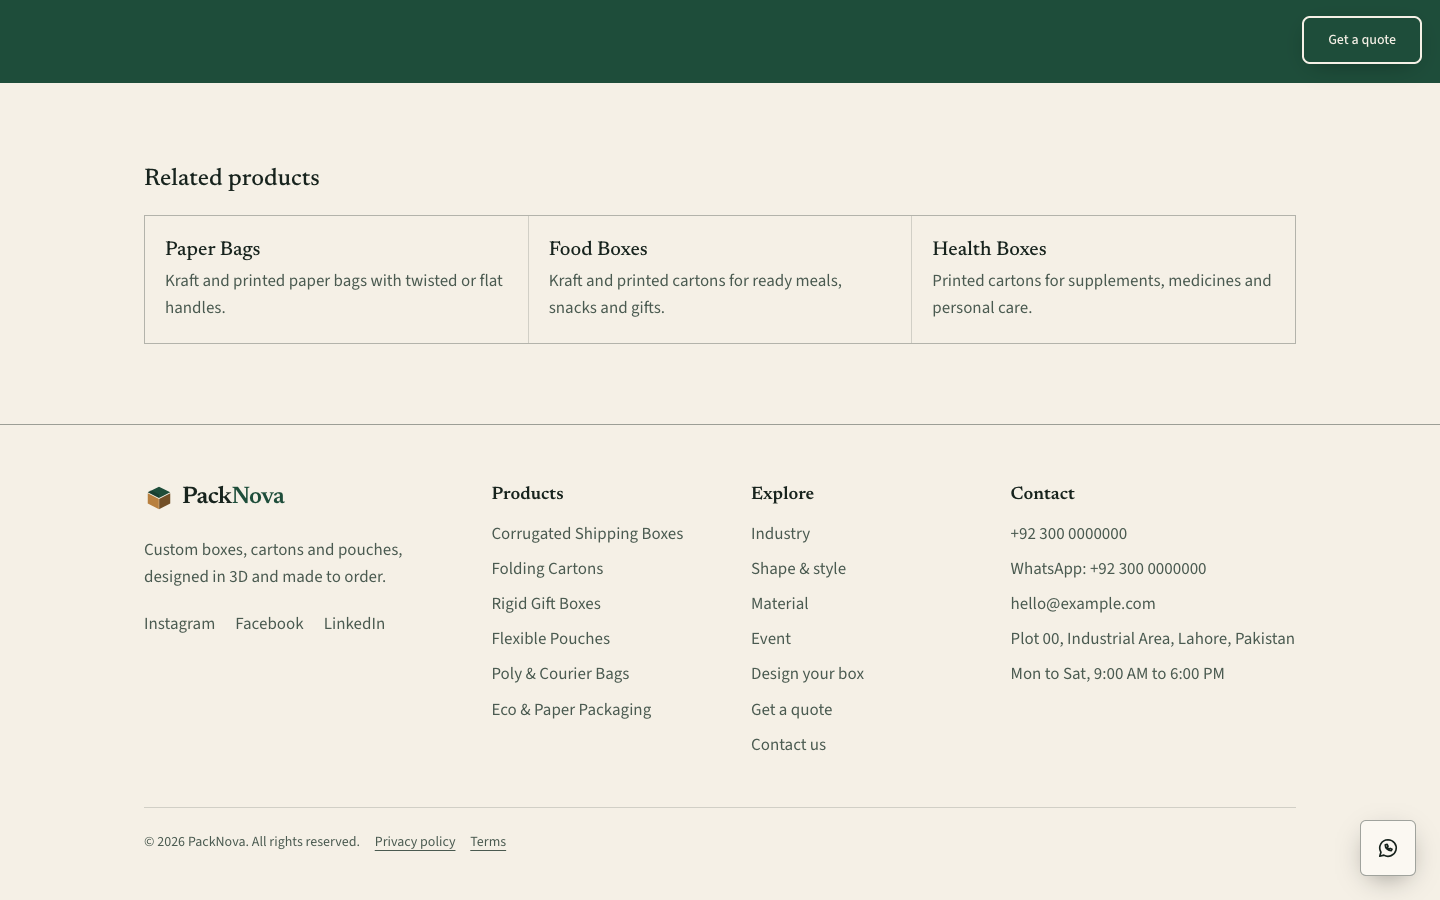 Get a quote
Related products
Paper Bags
Kraft and printed paper bags with twisted or flat
handles.
Food Boxes
Kraft and printed cartons for ready meals,
snacks and gifts.
Health Boxes
Printed cartons for supplements, medicines and
personal care.
PackNova
Custom boxes, cartons and pouches,
designed in 3D and made to order.
Instagram Facebook LinkedIn
Products
Corrugated Shipping Boxes
Folding Cartons
Rigid Gift Boxes
Flexible Pouches
Poly & Courier Bags
Eco & Paper Packaging
Explore
Industry
Shape & style
Material
Event
Design your box
Get a quote
Contact us
Contact
+92 300 0000000
WhatsApp: +92 300 0000000
hello@example.com
Plot 00, Industrial Area, Lahore, Pakistan
Mon to Sat, 9:00 AM to 6:00 PM
© 2026 PackNova. All rights reserved. Privacy policy Terms